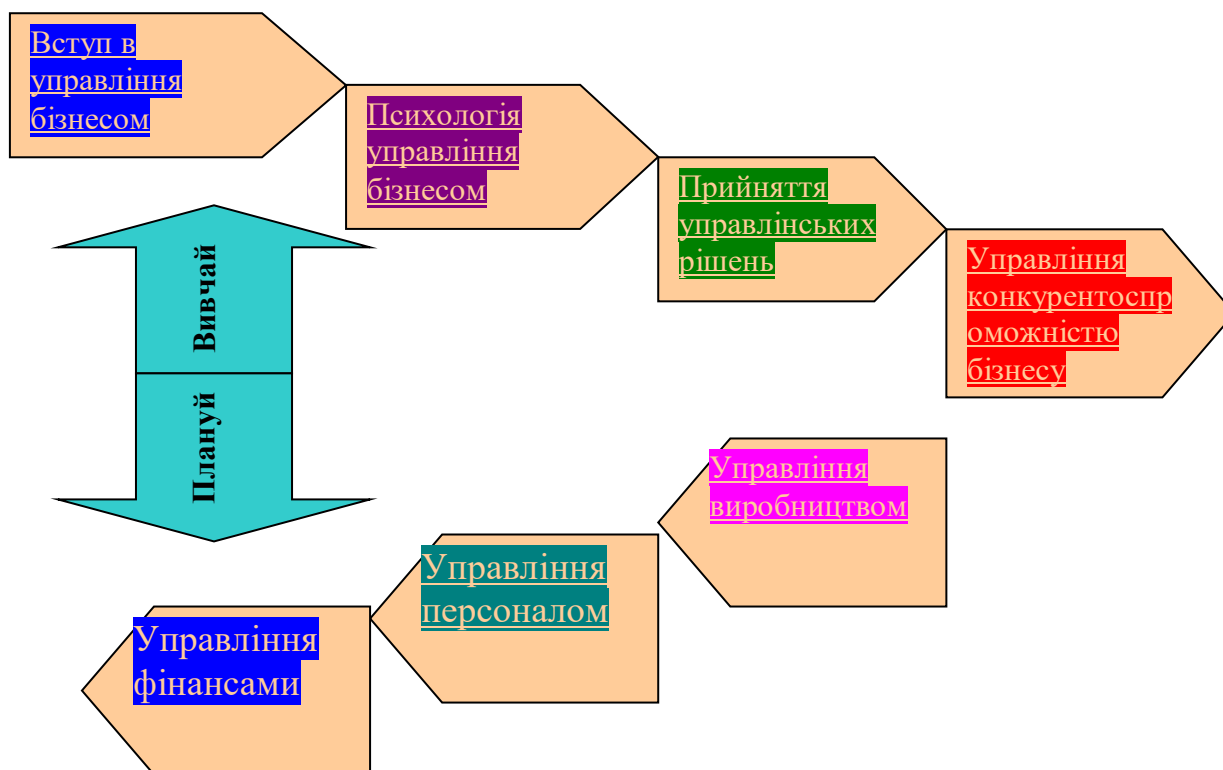 Вступ в
управління
бізнесом
Психологія
управління
бізнесом
Прийняття
управлінських
рішень
Управління
конкурентоспр
оможністю
бізнесу
Вивчай
Плануй
Управління
виробництвом
Управління
персоналом
Управління
фінансами